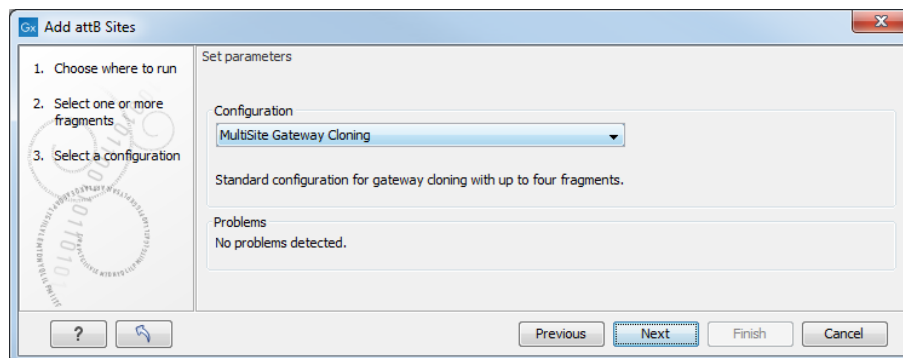 Gx Add attB Sites
1. Choose where to run
2. Select one or more
fragments
3. Select a configuration
Set parameters
Configuration
MultiSite Gateway Cloning
Standard configuration for gateway cloning with up to four fragments.
Problems
No problems detected.
?
Previous
Next
Finish
Cancel